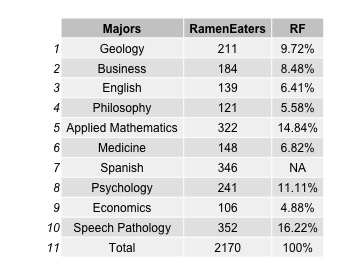 Majors RamenEaters RF
1 Geology 211 9.72%
2 Business 184 8.48%
3 English 139 6.41%
4 Philosophy 121 5.58%
5 Applied Mathematics 322 14.84%
6 Medicine 148 6.82%
7 Spanish 346 NA
8 Psychology 241 11.11%
9 Economics 106 4.88%
10 Speech Pathology 352 16.22%
11 Total 2170 100%